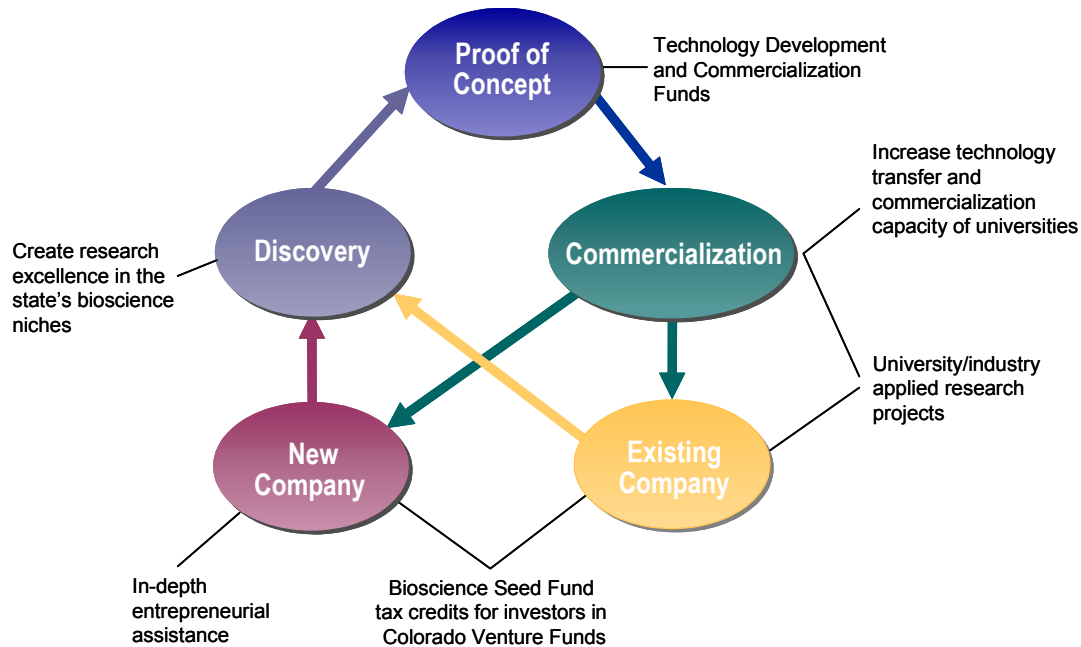 Proof of
Concept
Technology Development
and Commercialization
Funds
Increase technology
transfer and
commercialization
capacity of universities
Discovery
Commercialization
Create research
excellence in the
state’s bioscience
niches
University/industry
applied research
projects
New
Company
Existing
Company
In-depth
entrepreneurial
assistance
Bioscience Seed Fund
tax credits for investors in
Colorado Venture Funds